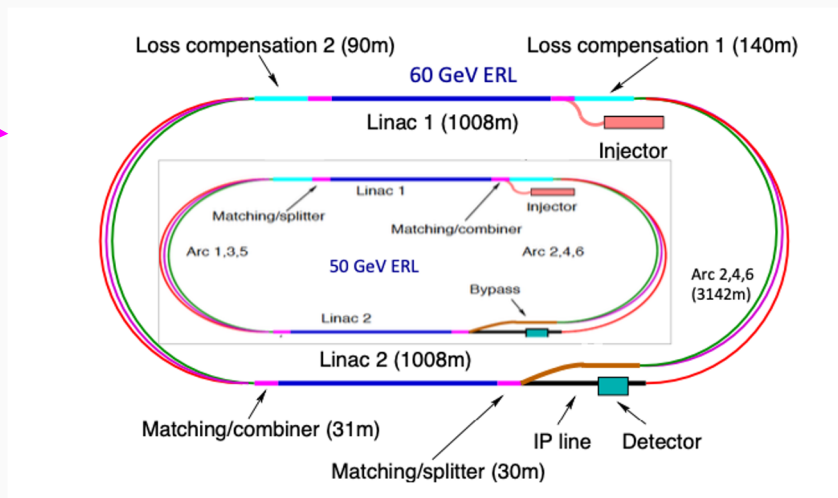 Loss compensation 2 (90m)
Loss compensation 1 (140m)
60 GeV ERL
Linac 1 (1008m)
Injector
Linac 1
Injector
Matching/splitter
Matching/combiner
Arc 1,3,5
Arc 2,4,6
50 GeV ERL
Arc 2,4,6
(3142m)
Bypass
Linac 2
Linac 2 (1008m)
Matching/combiner (31m)
IP line
Detector
Matching/splitter (30m)